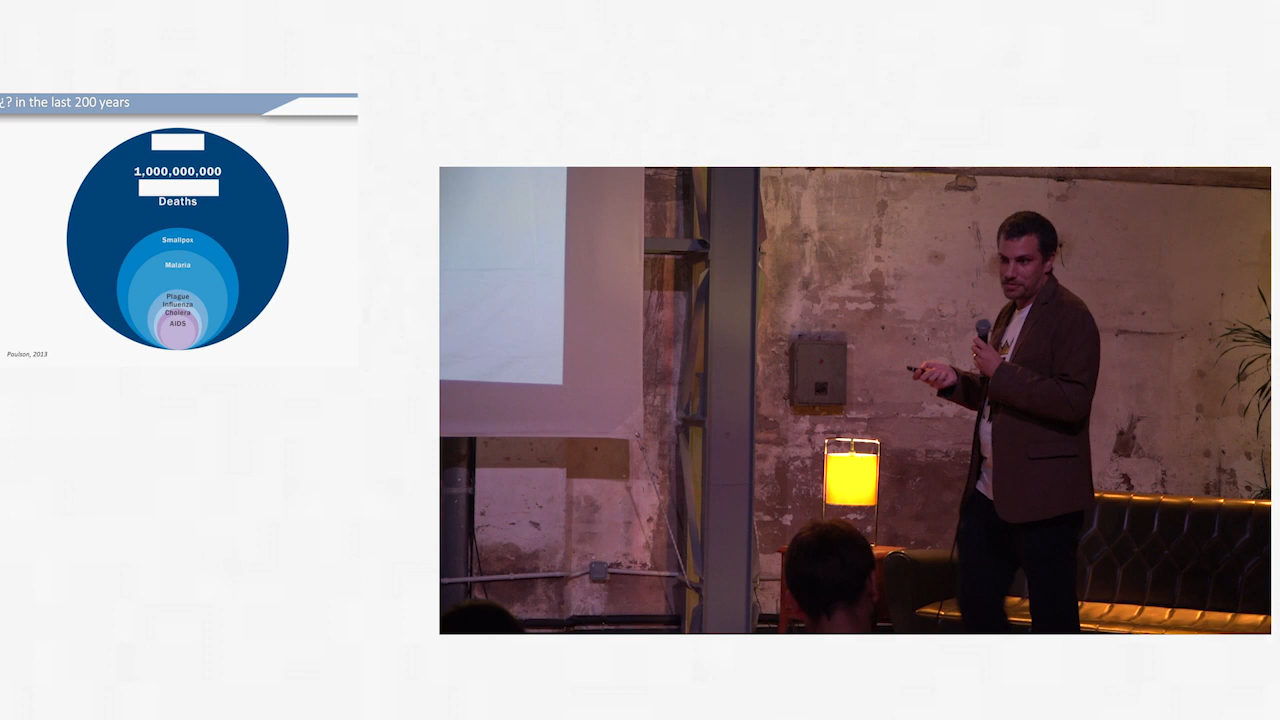 ¿? in the last 200 years
1,000,000,000
Deaths
Smallpox
Malaria
Plague
Influenza
Cholera
AIDS
Paulson, 2013